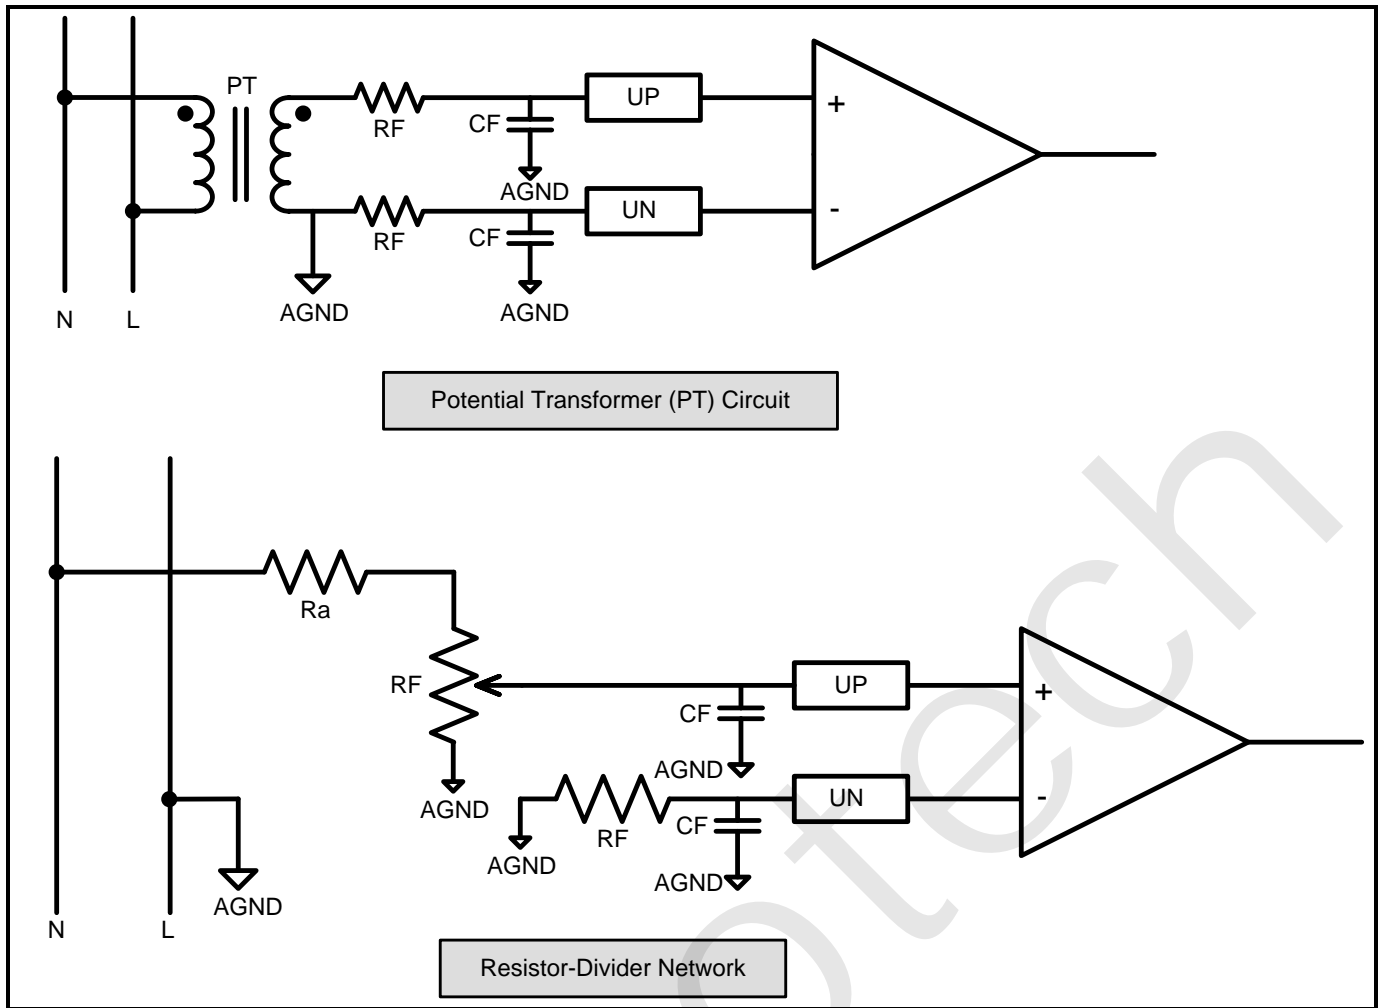 PT
UP
+
RF
CF
AGND
UN
-
RF
CF
AGND
AGND
N
L
Potential Transformer (PT) Circuit
Ra
RF
UP
+
CF
AGND
AGND
UN
-
RF
CF
AGND
AGND
AGND
N
L
Resistor-Divider Network
otech